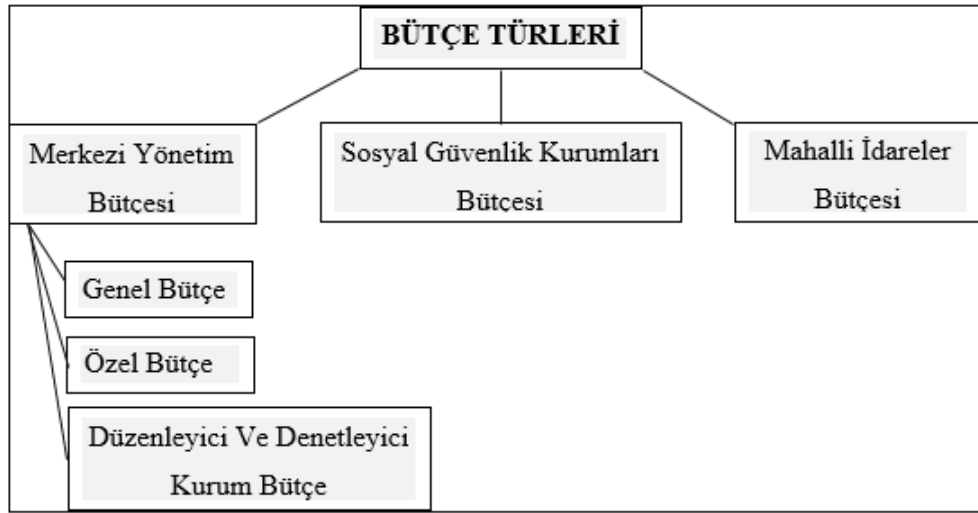 BÜTÇE TÜRLERİ
Merkezi Yönetim
Bütçesi
Sosyal Güvenlik Kurumları
Bütçesi
Mahalli İdareler
Bütçesi
Genel Bütçe
Özel Bütçe
Düzenleyici Ve Denetleyici
Kurum Bütçe